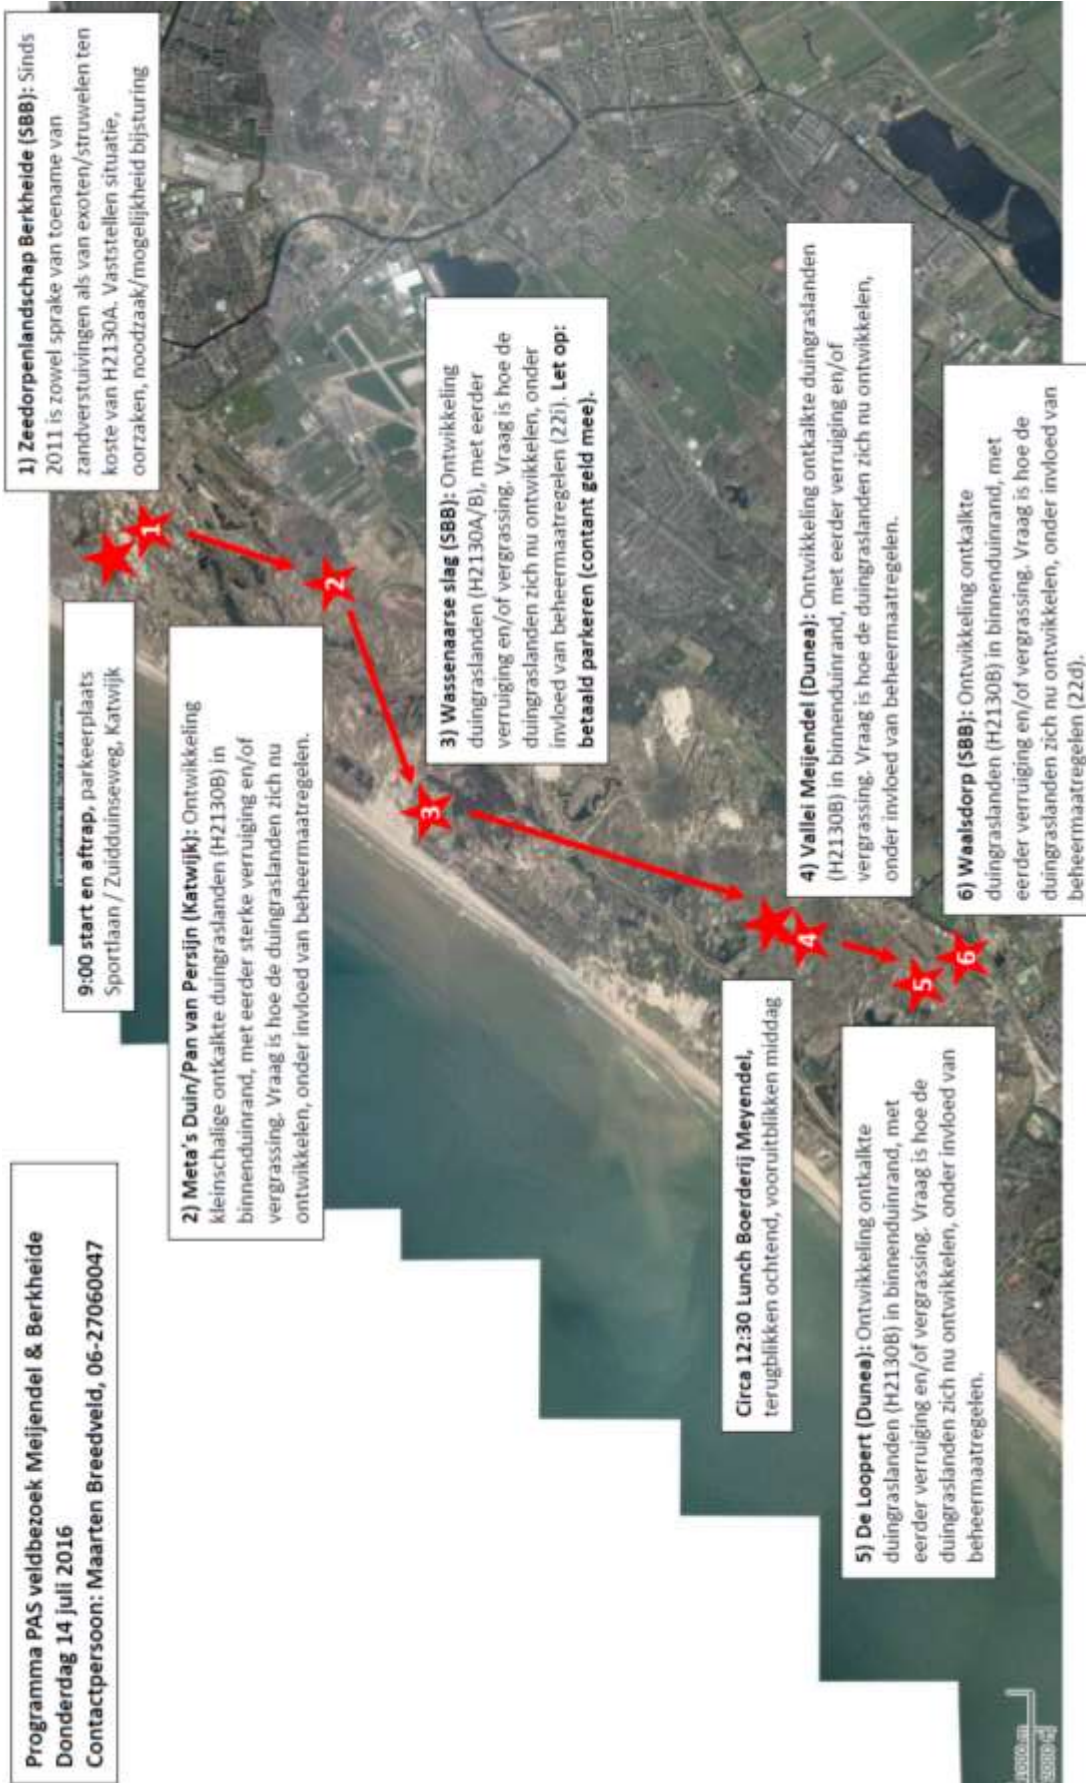 Programma PAS veldbezoek Meijendel & Berkheide
Donderdag 14 juli 2016
Contactpersoon: Maarten Breedveld, 06-27060047
9:00 start en aftrap, parkeerplaats
Sportlaan / Zuidduinseweg, Katwijk
1) Zeedorpenlandschap Berkheide (SBB): Sinds
2011 is zowel sprake van toename van
zandverstuivingen als van exoten/struwelen ten
koste van H2130A. Vaststellen situatie,
oorzaken, noodzaak/mogelijkheid bijsturing
1
2) Meta's Duin/Pan van Persijn (Katwijk): Ontwikkeling
kleinschalige ontkalkte duingraslanden (H2130B) in
binnenduinrand, met eerder sterke verruiging en/of
vergrassing. Vraag is hoe de duingraslanden zich nu
ontwikkelen, onder invloed van beheermaatregelen.
2
3) Wassenaarse slag (SBB): Ontwikkeling
duingraslanden (H2130A/B), met eerder
verruiging en/of vergrassing. Vraag is hoe de
duingraslanden zich nu ontwikkelen, onder
invloed van beheermaatregelen (22i). Let op:
betaald parkeren (contant geld mee).
3
Circa 12:30 Lunch Boerderij Meyendel,
terugblikken ochtend, vooruitblikken middag
4) Vallei Meijendel (Dunea): Ontwikkeling ontkalkte duingraslanden
(H2130B) in binnenduinrand, met eerder verruiging en/of
vergrassing. Vraag is hoe de duingraslanden zich nu ontwikkelen,
onder invloed van beheermaatregelen.
4
5) De Loopert (Dunea): Ontwikkeling ontkalkte
duingraslanden (H2130B) in binnenduinrand, met
eerder verruiging en/of vergrassing. Vraag is hoe de
duingraslanden zich nu ontwikkelen, onder invloed van
beheermaatregelen.
5
6) Waalsdorp (SBB): Ontwikkeling ontkalkte
duingraslanden (H2130B) in binnenduinrand, met
eerder verruiging en/of vergrassing. Vraag is hoe de
duingraslanden zich nu ontwikkelen, onder invloed van
beheermaatregelen (22d).
6
1000 m
2000 ft